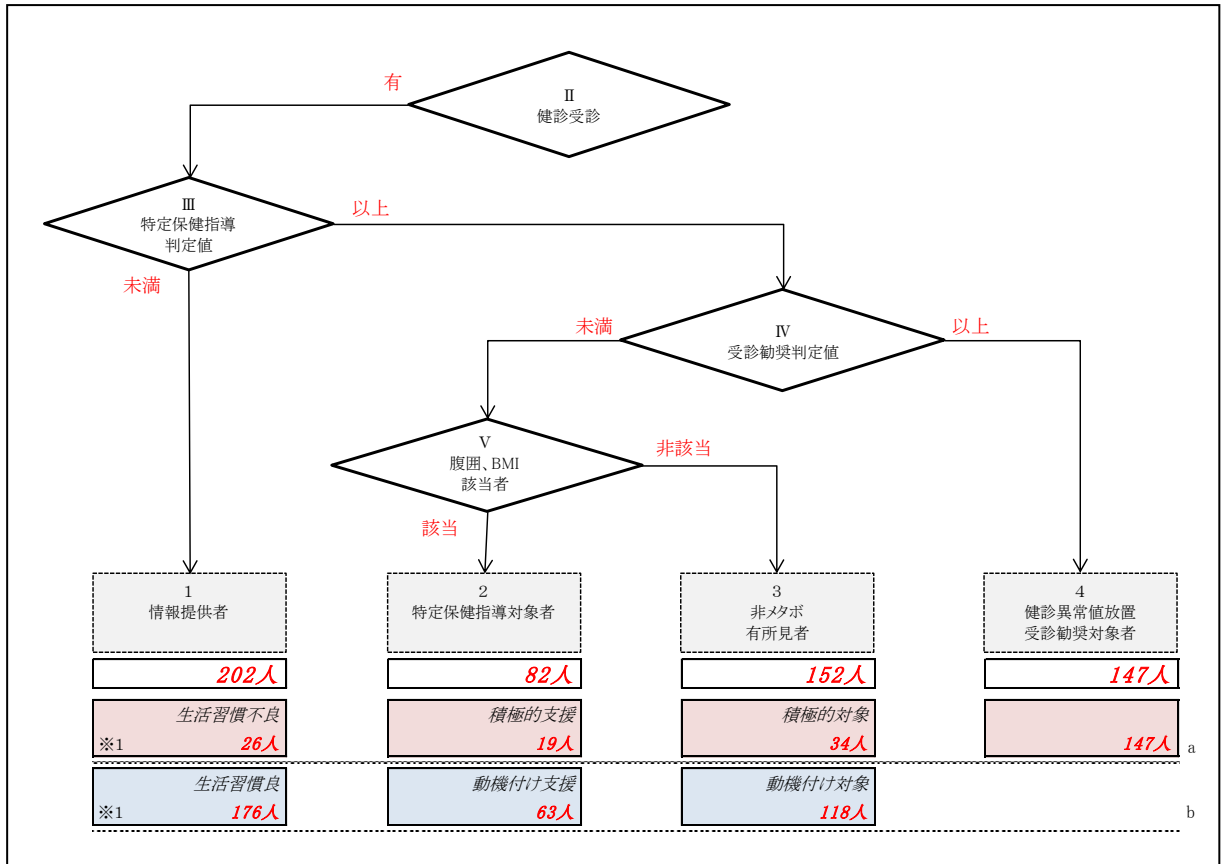 有
Ⅱ
健診受診
Ⅲ
特定保健指導
判定値
以上
未満
未満
Ⅳ
受診勧奨判定値
以上
Ⅴ
腹囲、BMI
該当者
非該当
該当
1
情報提供者
2
特定保健指導対象者
3
非メタボ
有所見者
4
健診異常値放置
受診勧奨対象者
202人
82人
152人
147人
生活習慣不良
※1 26人
積極的支援
19人
積極的対象
34人
147人
a
生活習慣良
※1 176人
動機付け支援
63人
動機付け対象
118人
b